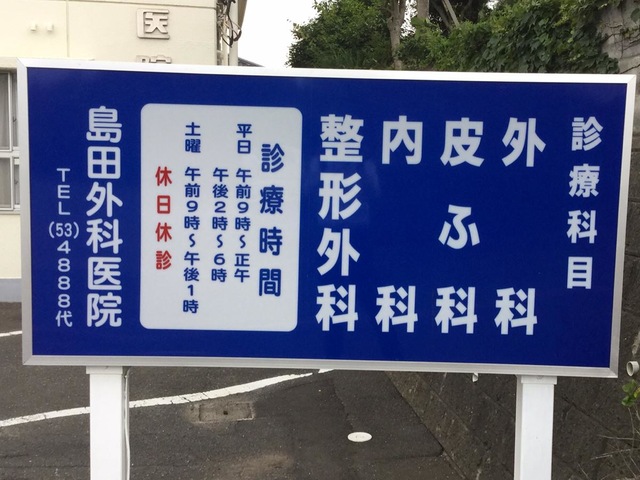 診療科目
外科
皮ふ科
内科
整形外科
診療時間
平日 午前9時〜正午
午後2時〜6時
土曜 午前9時〜午後1時
休日休診
島田外科医院
TEL(53)4888代
医院